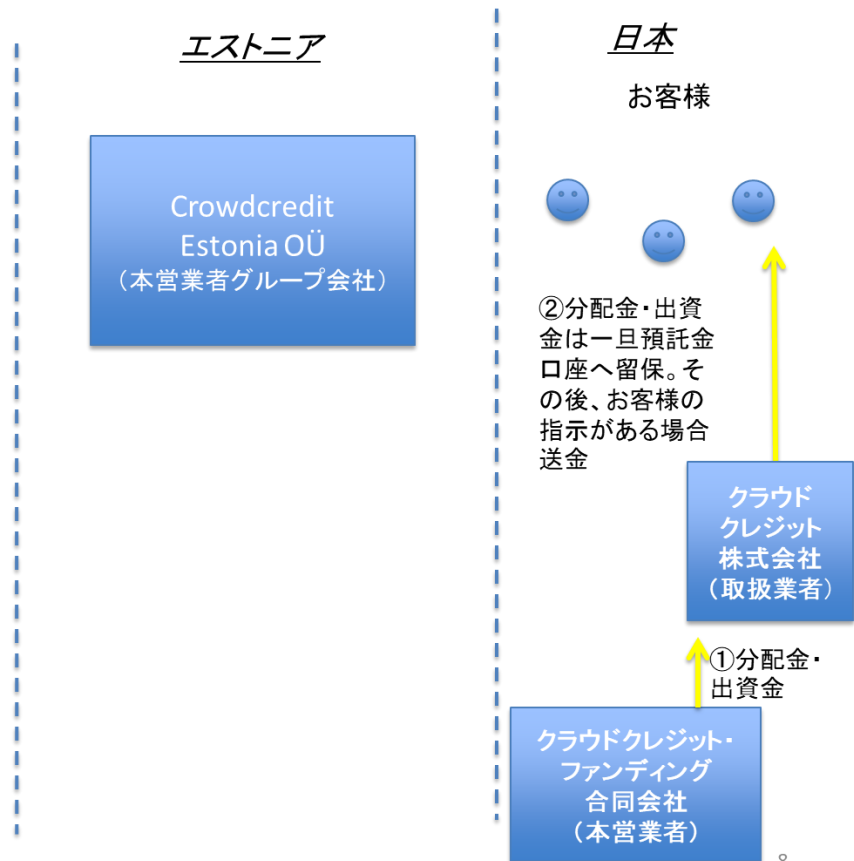 エストニア
日本
お客様
Crowdcredit
Estonia OÜ
（本営業者グループ会社）
②分配金・出資
金は一旦預託金
口座へ留保。そ
の後、お客様の
指示がある場合
送金
クラウド
クレジット
株式会社
（取扱業者）
①分配金・
出資金
クラウドクレジット・
ファンディング
合同会社
（本営業者）